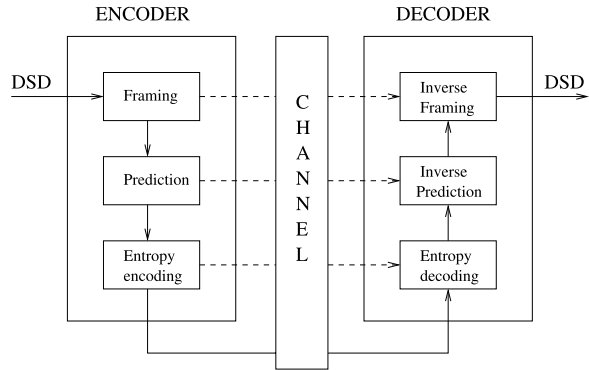 ENCODER
DECODER
DSD
DSD
Framing
Prediction
Entropy
encoding
C
H
A
N
N
E
L
Inverse
Framing
Inverse
Prediction
Entropy
decoding